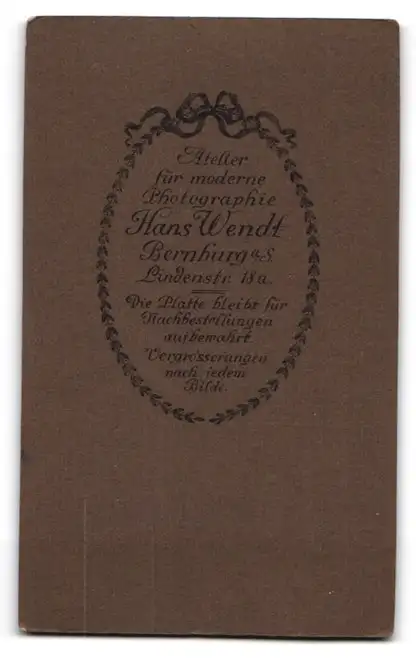 Atelier
für moderne
Photographie
Hans Wendt
Bernburg a/S.
Lindenstr. 18a.
Die Platte bleibt für
Nachbestellungen
aufbewahrt.
Vergrösserungen
nach jedem
Bilde.